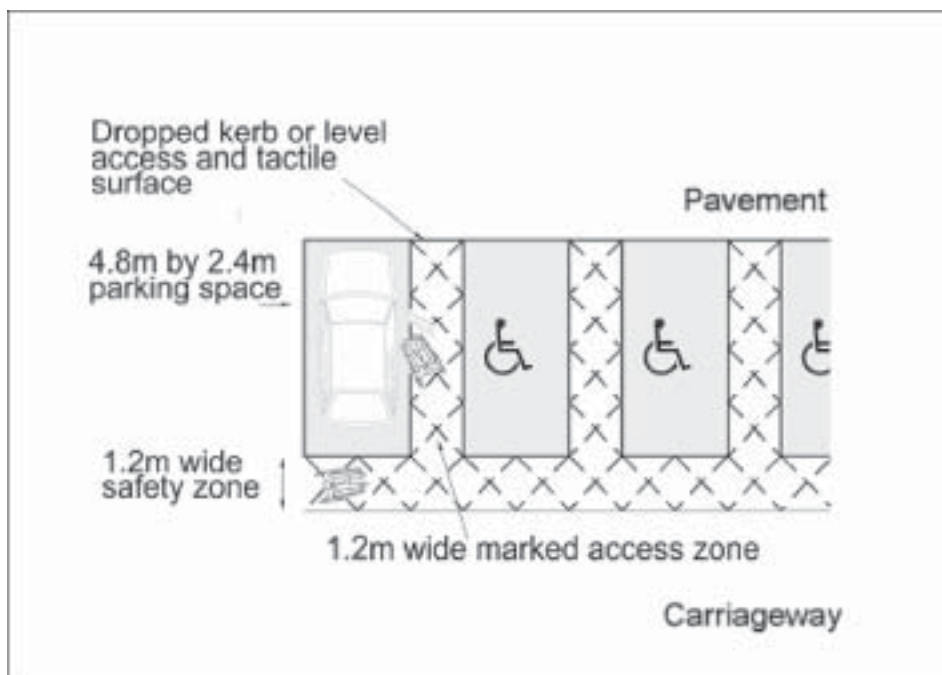 Dropped kerb or level
access and tactile
surface
Pavement
4.8m by 2.4m
parking space
1.2m wide
safety zone
1.2m wide marked access zone
Carriageway